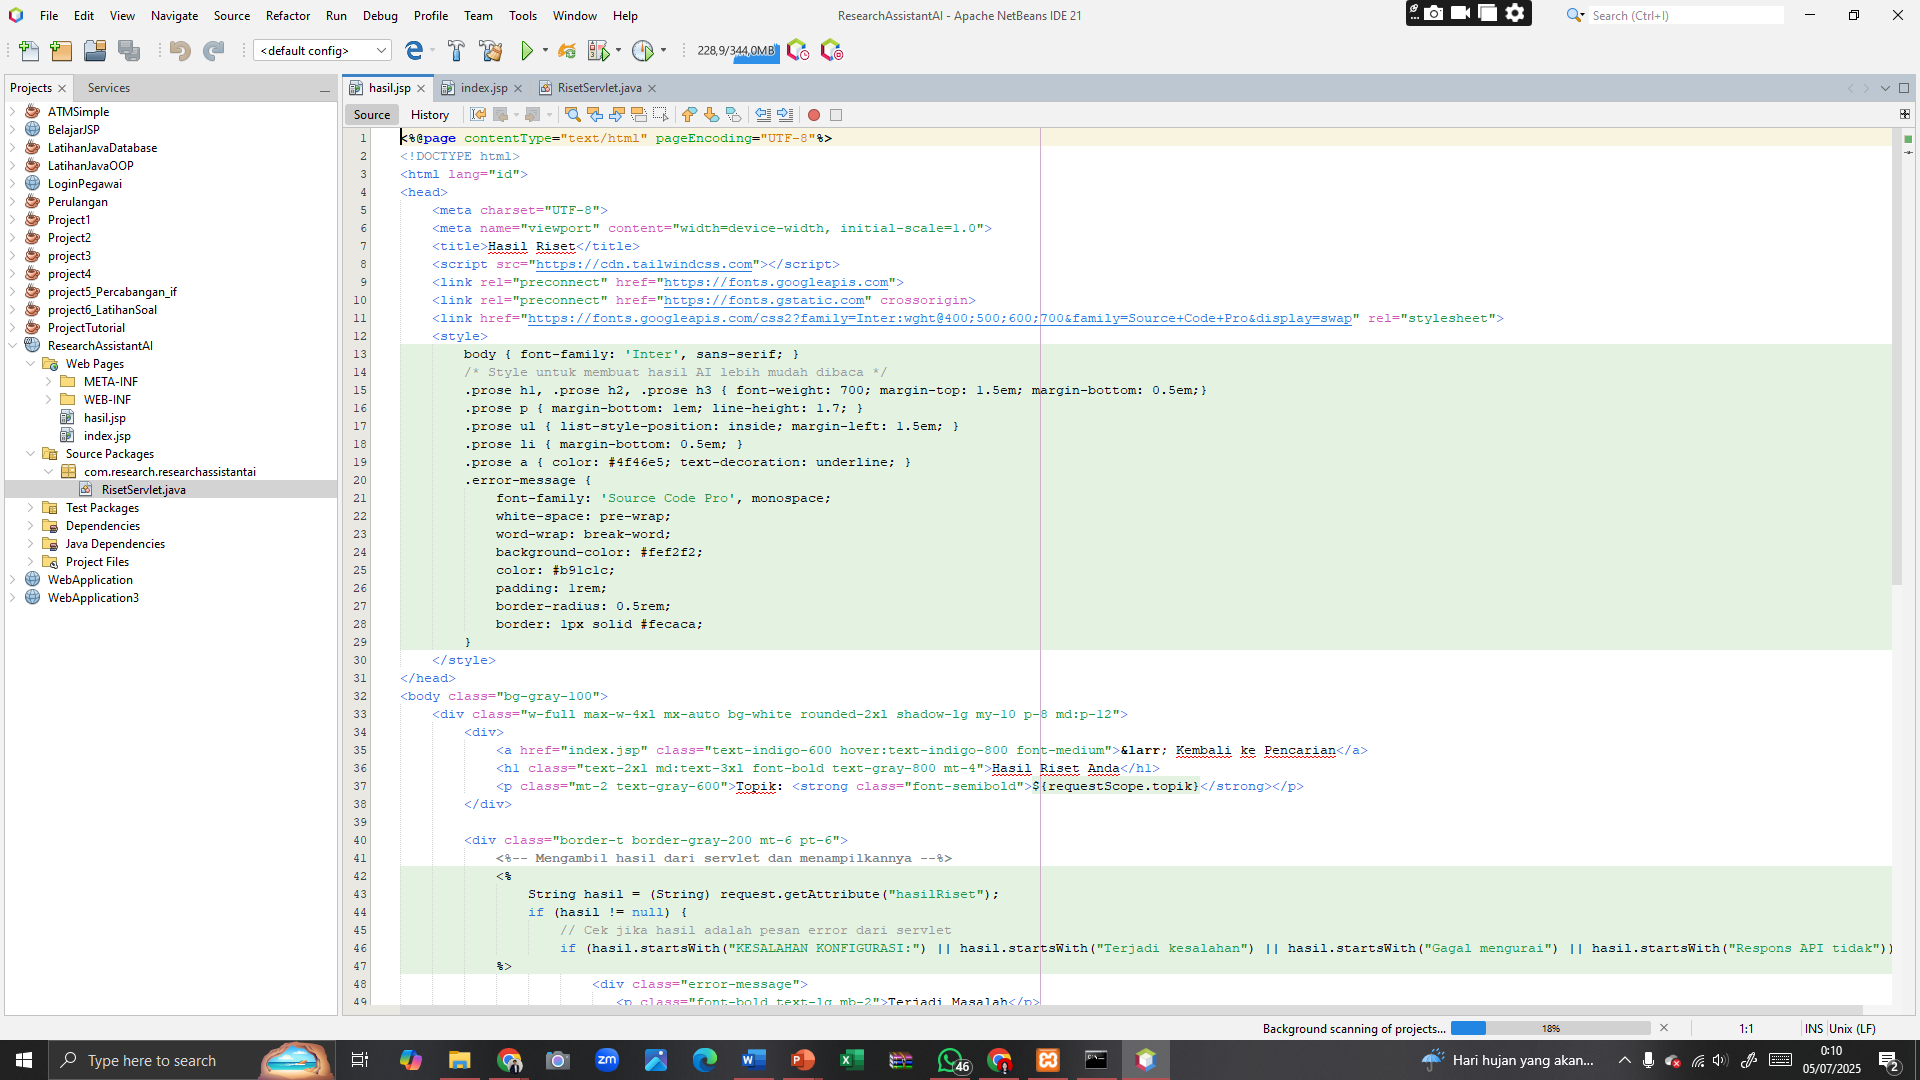 File Edit View Navigate Source Refactor Run Debug Profile Team Tools Window Help
ResearchAssistantAI - Apache NetBeans IDE 21
Search (Ctrl+I)
<default config>
228,9/344,0MB
Projects
Services
ATMSimple
BelajarJSP
LatihanJavaDatabase
LatihanJavaOOP
LoginPegawai
Perulangan
Project1
Project2
project3
project4
project5_Percabangan_if
project6_LatihanSoal
ProjectTutorial
ResearchAssistantAI
Web Pages
META-INF
WEB-INF
hasil.jsp
index.jsp
Source Packages
com.research.researchassistantai
RisetServlet.java
Test Packages
Dependencies
Java Dependencies
Project Files
WebApplication
WebApplication3
hasil.jsp index.jsp RisetServlet.java
Source History
1 <%@page contentType="text/html" pageEncoding="UTF-8"%>
2 <!DOCTYPE html>
3 <html lang="id">
4 <head>
5 <meta charset="UTF-8">
6 <meta name="viewport" content="width=device-width, initial-scale=1.0">
7 <title>Hasil Riset</title>
8 <script src="https://cdn.tailwindcss.com"></script>
9 <link rel="preconnect" href="https://fonts.googleapis.com">
10 <link rel="preconnect" href="https://fonts.gstatic.com" crossorigin>
11 <link href="https://fonts.googleapis.com/css2?family=Inter:wght@400;500;600;700&family=Source+Code+Pro&display=swap" rel="stylesheet">
12 <style>
13 body { font-family: 'Inter', sans-serif; }
14 /* Style untuk membuat hasil AI lebih mudah dibaca */
15 .prose h1, .prose h2, .prose h3 { font-weight: 700; margin-top: 1.5em; margin-bottom: 0.5em;}
16 .prose p { margin-bottom: 1em; line-height: 1.7; }
17 .prose ul { list-style-position: inside; margin-left: 1.5em; }
18 .prose li { margin-bottom: 0.5em; }
19 .prose a { color: #4f46e5; text-decoration: underline; }
20 .error-message {
21 font-family: 'Source Code Pro', monospace;
22 white-space: pre-wrap;
23 word-wrap: break-word;
24 background-color: #fef2f2;
25 color: #b91c1c;
26 padding: 1rem;
27 border-radius: 0.5rem;
28 border: 1px solid #fecaca;
29 }
30 </style>
31 </head>
32 <body class="bg-gray-100">
33 <div class="w-full max-w-4xl mx-auto bg-white rounded-2xl shadow-lg my-10 p-8 md:p-12">
34 <div>
35 <a href="index.jsp" class="text-indigo-600 hover:text-indigo-800 font-medium">&larr; Kembali ke Pencarian</a>
36 <h1 class="text-2xl md:text-3xl font-bold text-gray-800 mt-4">Hasil Riset Anda</h1>
37 <p class="mt-2 text-gray-600">Topik: <strong class="font-semibold">${requestScope.topik}</strong></p>
38 </div>
39
40 <div class="border-t border-gray-200 mt-6 pt-6">
41 <%-- Mengambil hasil dari servlet dan menampilkannya --%>
42 <%
43 String hasil = (String) request.getAttribute("hasilRiset");
44 if (hasil != null) {
45 // Cek jika hasil adalah pesan error dari servlet
46 if (hasil.startsWith("KESALAHAN KONFIGURASI:") || hasil.startsWith("Terjadi kesalahan") || hasil.startsWith("Gagal mengurai") || hasil.startsWith("Respons API tidak"))
47 %>
48 <div class="error-message">
49 <p class="font-bold text-lg mb-2">Terjadi Masalah</p>
Background scanning of projects... 18% 1:1 INS Unix (LF)
Type here to search
zm
46
Hari hujan yang akan...
0:10
05/07/2025
2